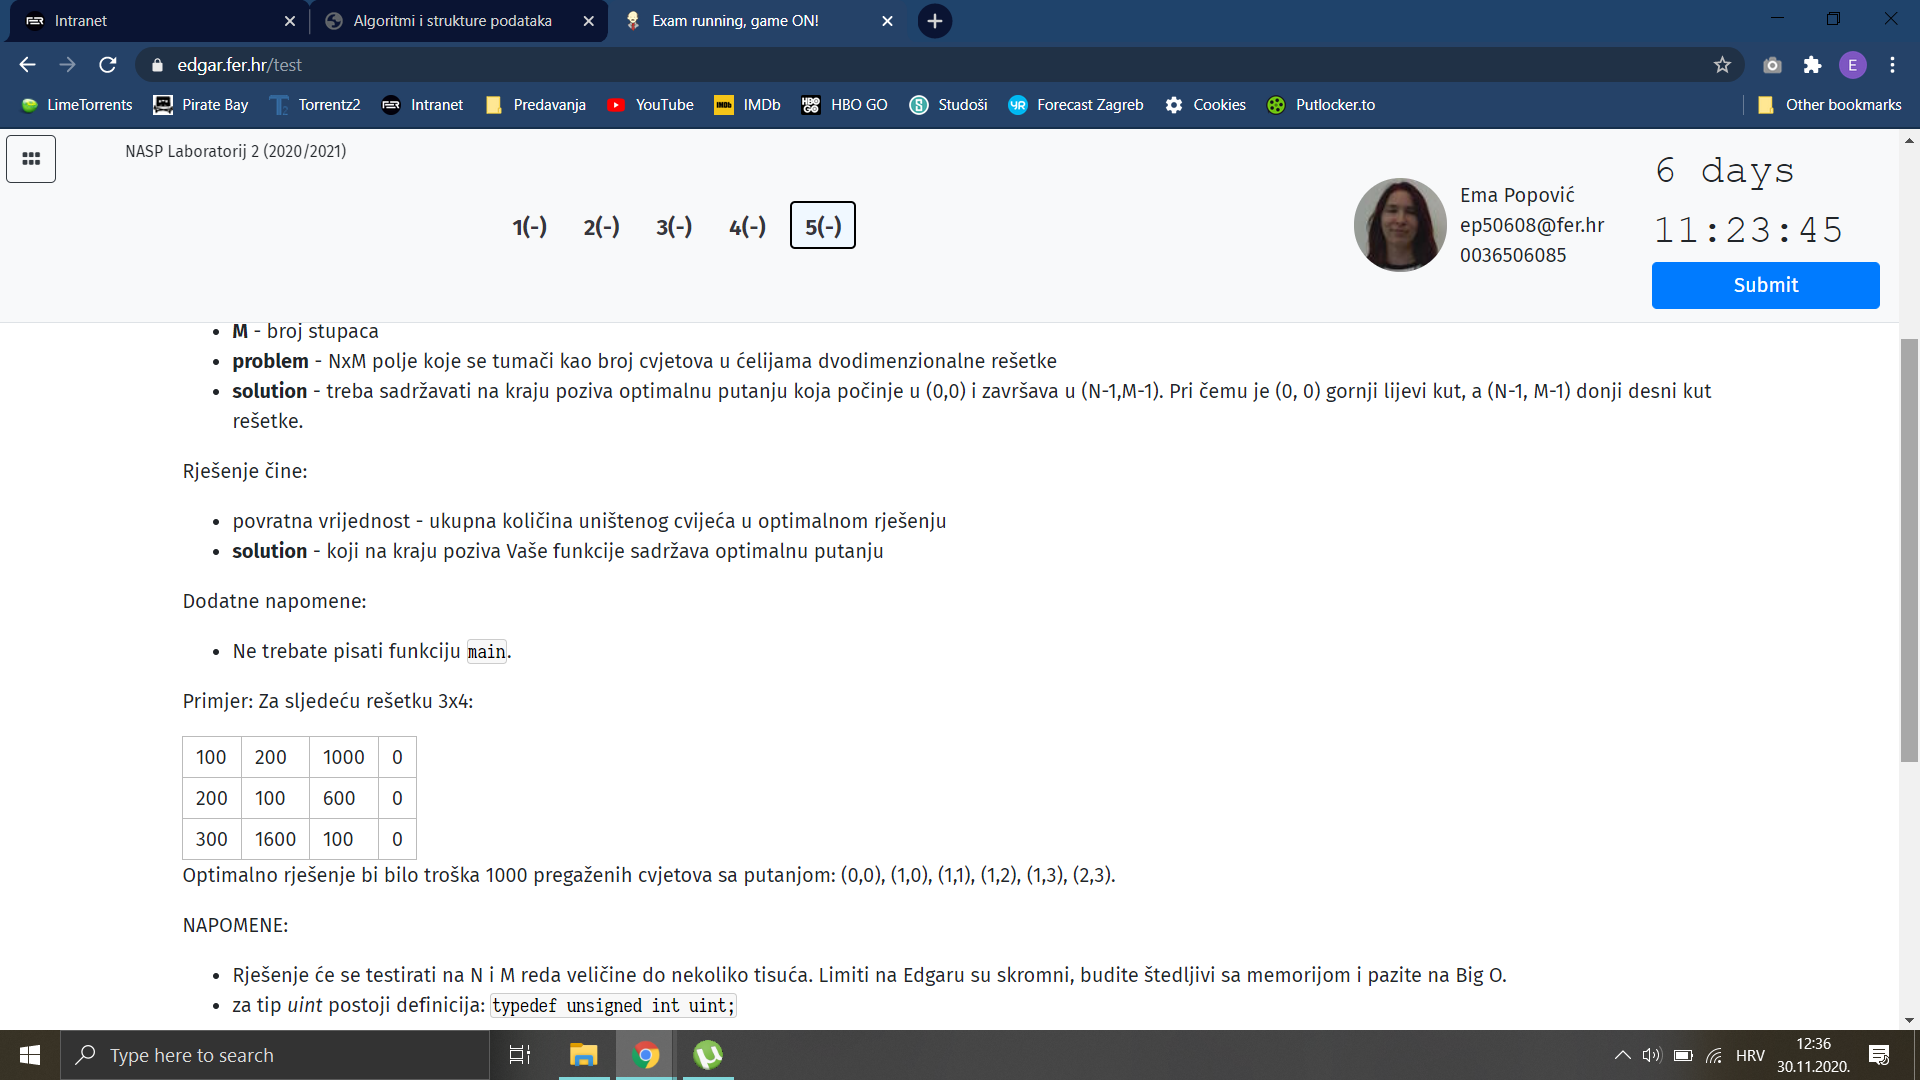 Intranet
Algoritmi i strukture podataka
Exam running, game ON!
edgar.fer.hr/test
E
LimeTorrents
Pirate Bay
Torrentz2
Intranet
Predavanja
YouTube
IMDb
HBO GO
Studoši
Forecast Zagreb
Cookies
Putlocker.to
Other bookmarks
NASP Laboratorij 2 (2020/2021)
1(-) 2(-) 3(-) 4(-) 5(-)
Ema Popović
ep50608@fer.hr
0036506085
6 days
11:23:45
Submit
• M - broj stupaca
• problem - NxM polje koje se tumači kao broj cvjetova u ćelijama dvodimenzionalne rešetke
• solution - treba sadržavati na kraju poziva optimalnu putanju koja počinje u (0,0) i završava u (N-1,M-1). Pri čemu je (0, 0) gornji lijevi kut, a (N-1, M-1) donji desni kut
rešetke.
Rješenje čine:
• povratna vrijednost - ukupna količina uništenog cvijeća u optimalnom rješenju
• solution - koji na kraju poziva Vaše funkcije sadržava optimalnu putanju
Dodatne napomene:
• Ne trebate pisati funkciju main.
Primjer: Za sljedeću rešetku 3x4:
100 200 1000 0
200 100 600 0
300 1600 100 0
Optimalno rješenje bi bilo troška 1000 pregaženih cvjetova sa putanjom: (0,0), (1,0), (1,1), (1,2), (1,3), (2,3).
NAPOMENE:
• Rješenje će se testirati na N i M reda veličine do nekoliko tisuća. Limiti na Edgaru su skromni, budite štedljivi sa memorijom i pazite na Big O.
• za tip uint postoji definicija: typedef unsigned int uint;
Type here to search
HRV
12:36
30.11.2020.